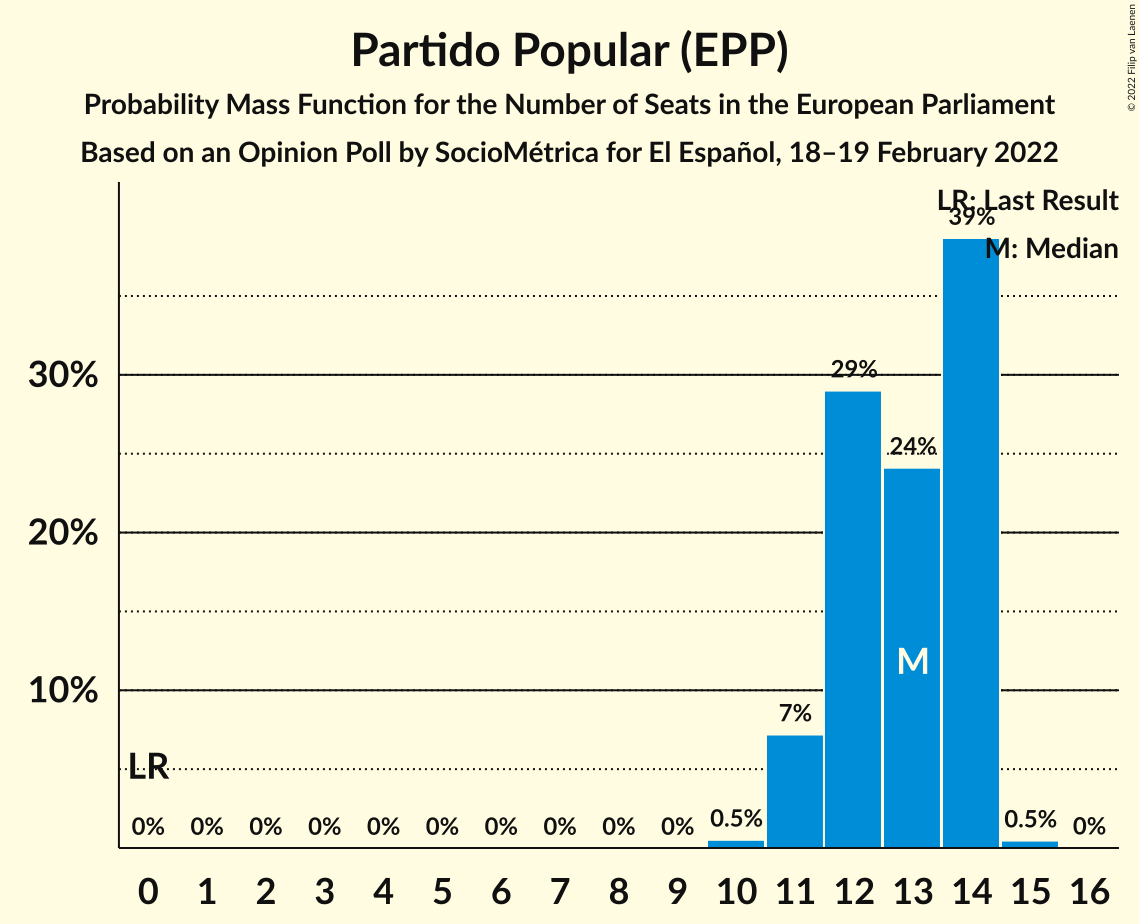 Partido Popular (EPP)
Probability Mass Function for the Number of Seats in the European Parliament
Based on an Opinion Poll by SocioMétrica for El Español, 18–19 February 2022
© 2022 Filip van Laenen
LR: Last Result
39%
M: Median
30%
29%
24%
20%
M
10%
7%
LR
0% 0% 0% 0% 0% 0% 0% 0% 0% 0% 0.5% 0.5% 0%
0 1 2 3 4 5 6 7 8 9 10 11 12 13 14 15 16